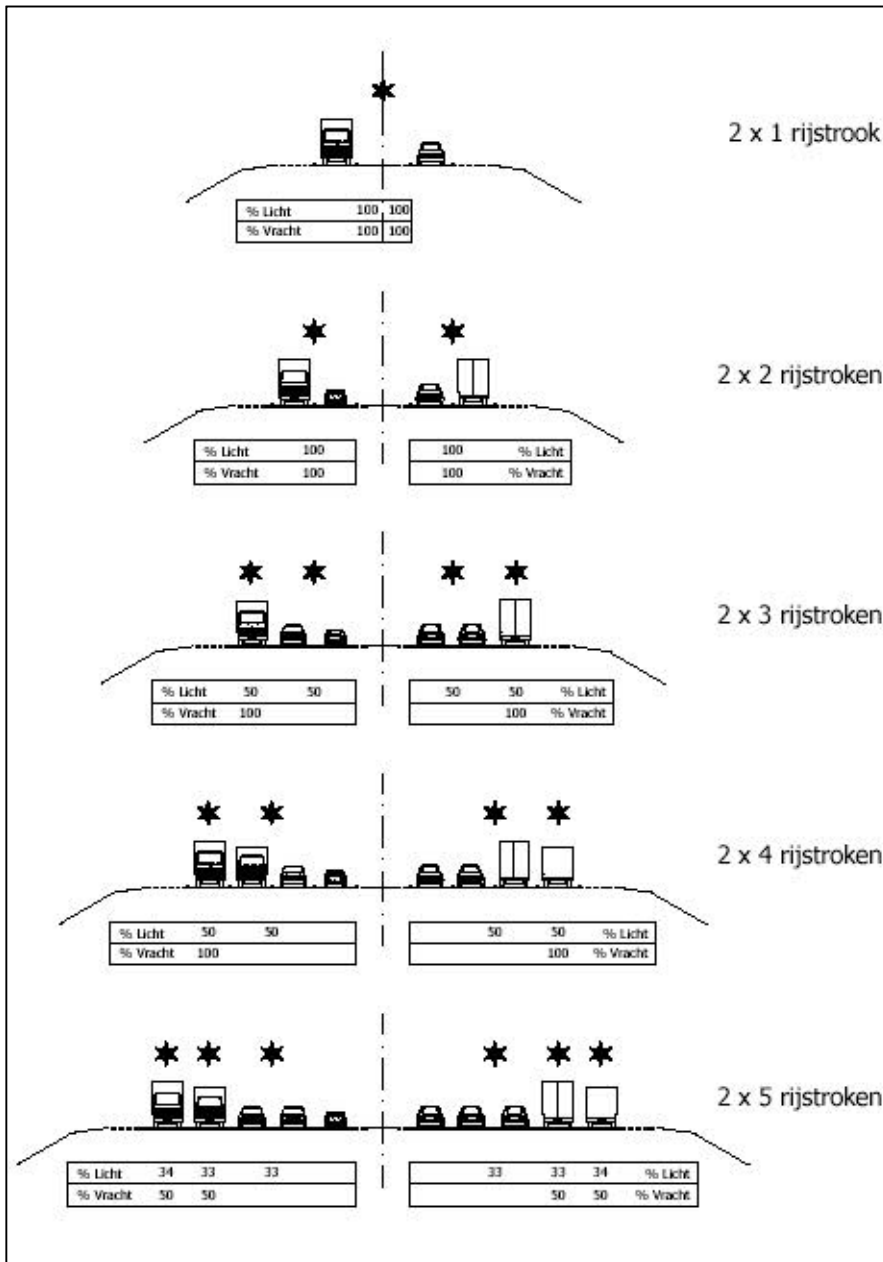 2 x 1 rijstrook
% Licht 100 100
% Vracht 100 100
2 x 2 rijstroken
% Licht 100 100 % Licht
% Vracht 100 100 % Vracht
2 x 3 rijstroken
% Licht 50 50 50 50 % Licht
% Vracht 100 100 % Vracht
2 x 4 rijstroken
% Licht 50 50 50 50 % Licht
% Vracht 100 100 % Vracht
2 x 5 rijstroken
% Licht 34 33 33 33 33 34 % Licht
% Vracht 50 50 50 50 % Vracht